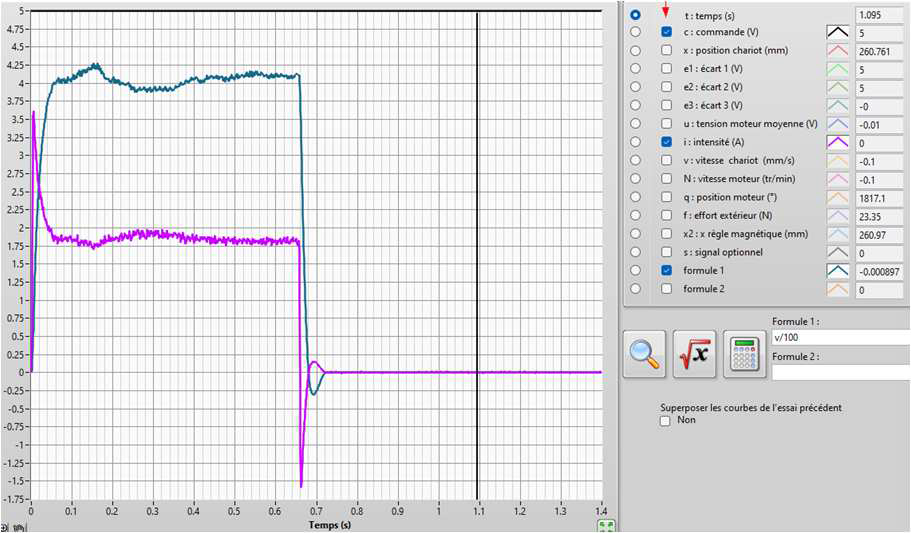 5
4.75
4.5
4.25
4
3.75
3.5
3.25
3
2.75
2.5
2.25
2
1.75
1.5
1.25
1
0.75
0.5
0.25
0
-0.25
-0.5
-0.75
-1
-1.25
-1.5
-1.75
0 0.1 0.2 0.3 0.4 0.5 0.6 0.7 0.8 0.9 1 1.1 1.2 1.3 1.4
Temps (s)
t : temps (s) 1.095
c : commande (V) 5
x : position chariot (mm) 260.761
e1 : écart 1 (V) 5
e2 : écart 2 (V) 5
e3 : écart 3 (V) -0
u : tension moteur moyenne (V) -0.01
i : intensité (A) 0
v : vitesse chariot (mm/s) -0.1
N : vitesse moteur (tr/min) -0.1
q : position moteur (°) 1817.1
f : effort extérieur (N) 23.35
x2 : x règle magnétique (mm) 260.97
s : signal optionnel 0
formule 1 -0.000897
formule 2 0
Formule 1 :
v/100
Formule 2 :
√x
Superposer les courbes de l'essai précédent
Non